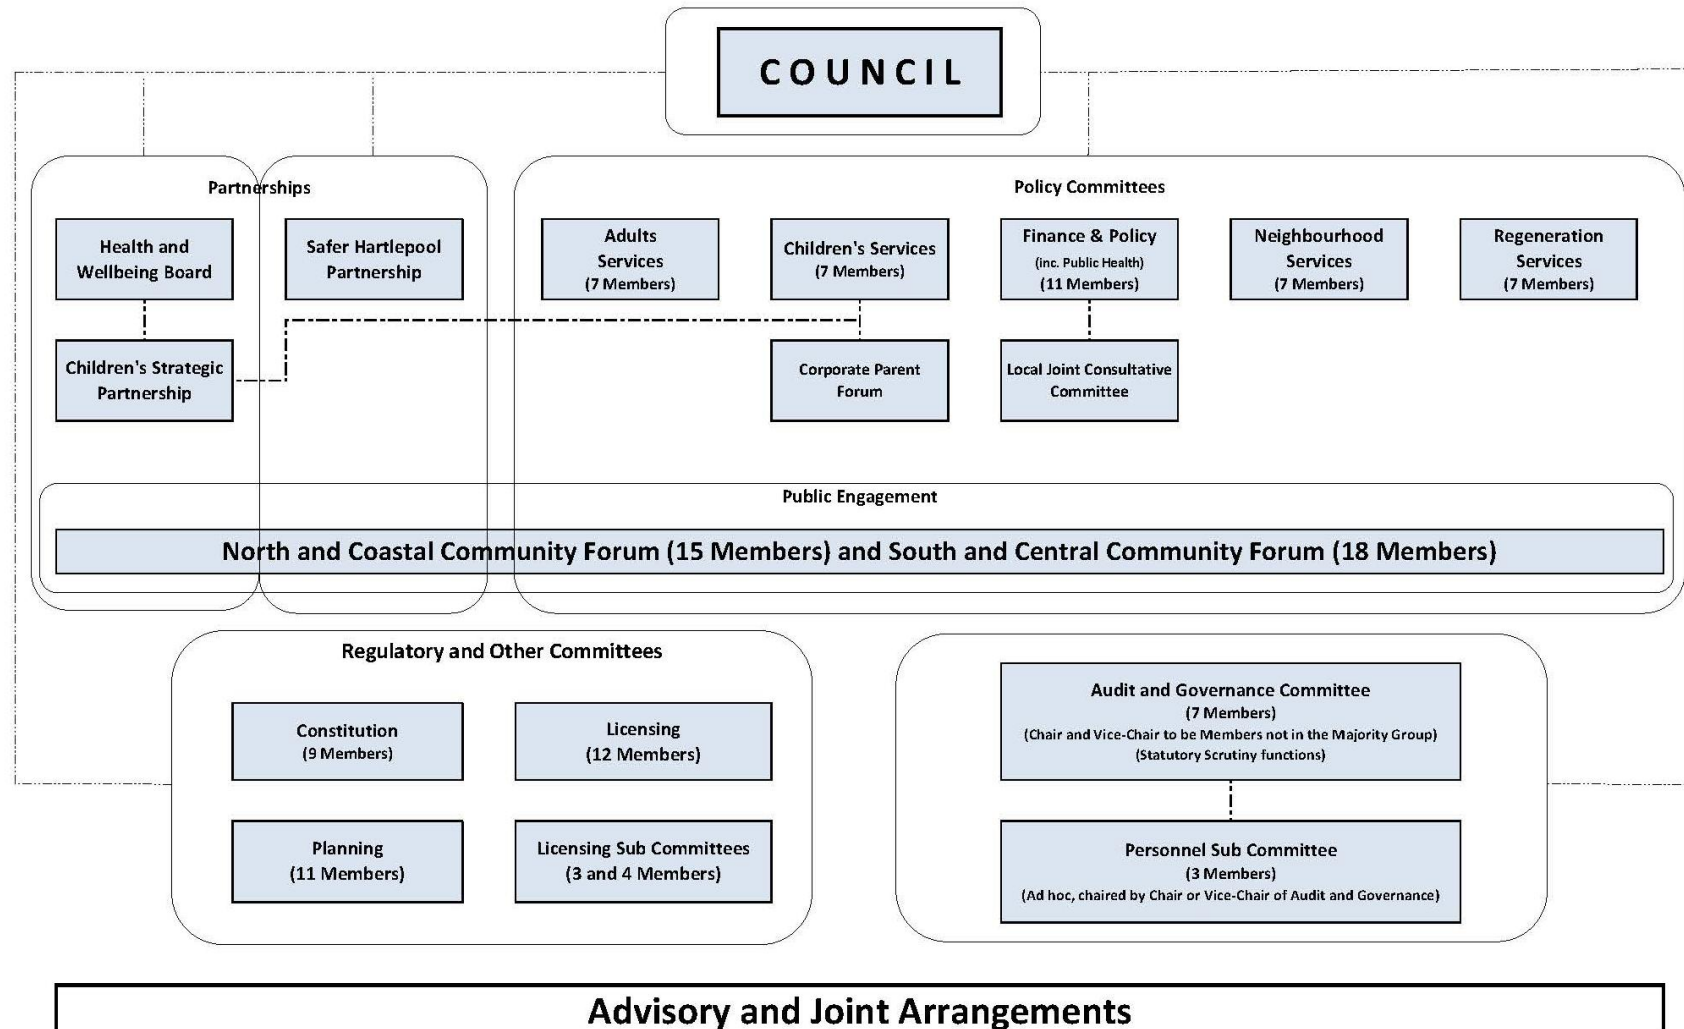 COUNCIL
Partnerships
Policy Committees
Health and
Wellbeing Board
Safer Hartlepool
Partnership
Adults
Services
(7 Members)
Children's Services
(7 Members)
Finance & Policy
(inc. Public Health)
(11 Members)
Neighbourhood
Services
(7 Members)
Regeneration
Services
(7 Members)
Children's Strategic
Partnership
Corporate Parent
Forum
Local Joint Consultative
Committee
Public Engagement
North and Coastal Community Forum (15 Members) and South and Central Community Forum (18 Members)
Regulatory and Other Committees
Constitution
(9 Members)
Licensing
(12 Members)
Planning
(11 Members)
Licensing Sub Committees
(3 and 4 Members)
Audit and Governance Committee
(7 Members)
(Chair and Vice-Chair to be Members not in the Majority Group)
(Statutory Scrutiny functions)
Personnel Sub Committee
(3 Members)
(Ad hoc, chaired by Chair or Vice-Chair of Audit and Governance)
Advisory and Joint Arrangements